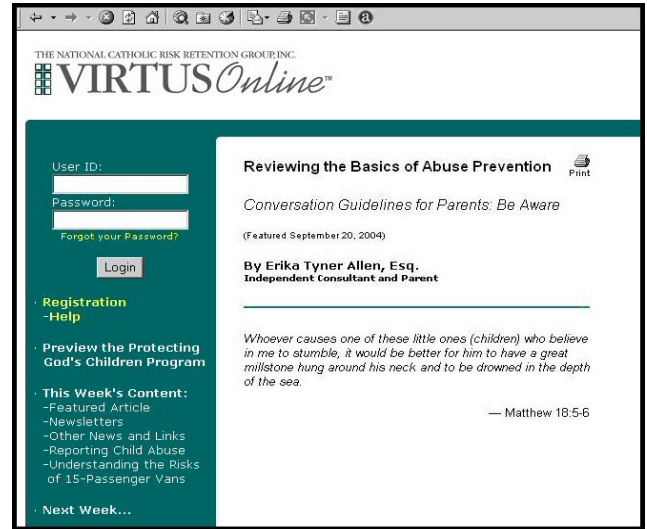 THE NATIONAL CATHOLIC RISK RETENTION GROUP, INC.
VIRTUS Online™
User ID:
Password:
Forgot your Password?
Login
· Registration
-Help
· Preview the Protecting
God's Children Program
· This Week's Content:
-Featured Article
-Newsletters
-Other News and Links
-Reporting Child Abuse
-Understanding the Risks
of 15-Passenger Vans
· Next Week...
Reviewing the Basics of Abuse Prevention
Print
Conversation Guidelines for Parents: Be Aware
(Featured September 20, 2004)
By Erika Tyner Allen, Esq.
Independent Consultant and Parent
Whoever causes one of these little ones (children) who believe
in me to stumble, it would be better for him to have a great
millstone hung around his neck and to be drowned in the depth
of the sea.
— Matthew 18:5-6